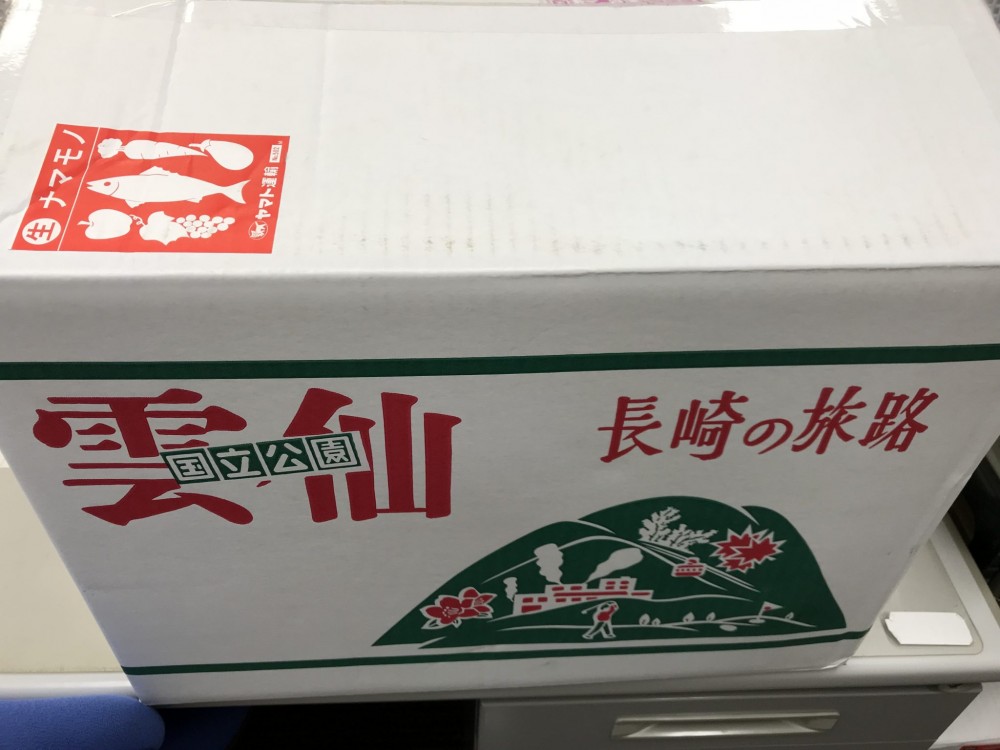 生 ナマモノ
ヤマト運輸
雲仙
国立公園
長崎の旅路